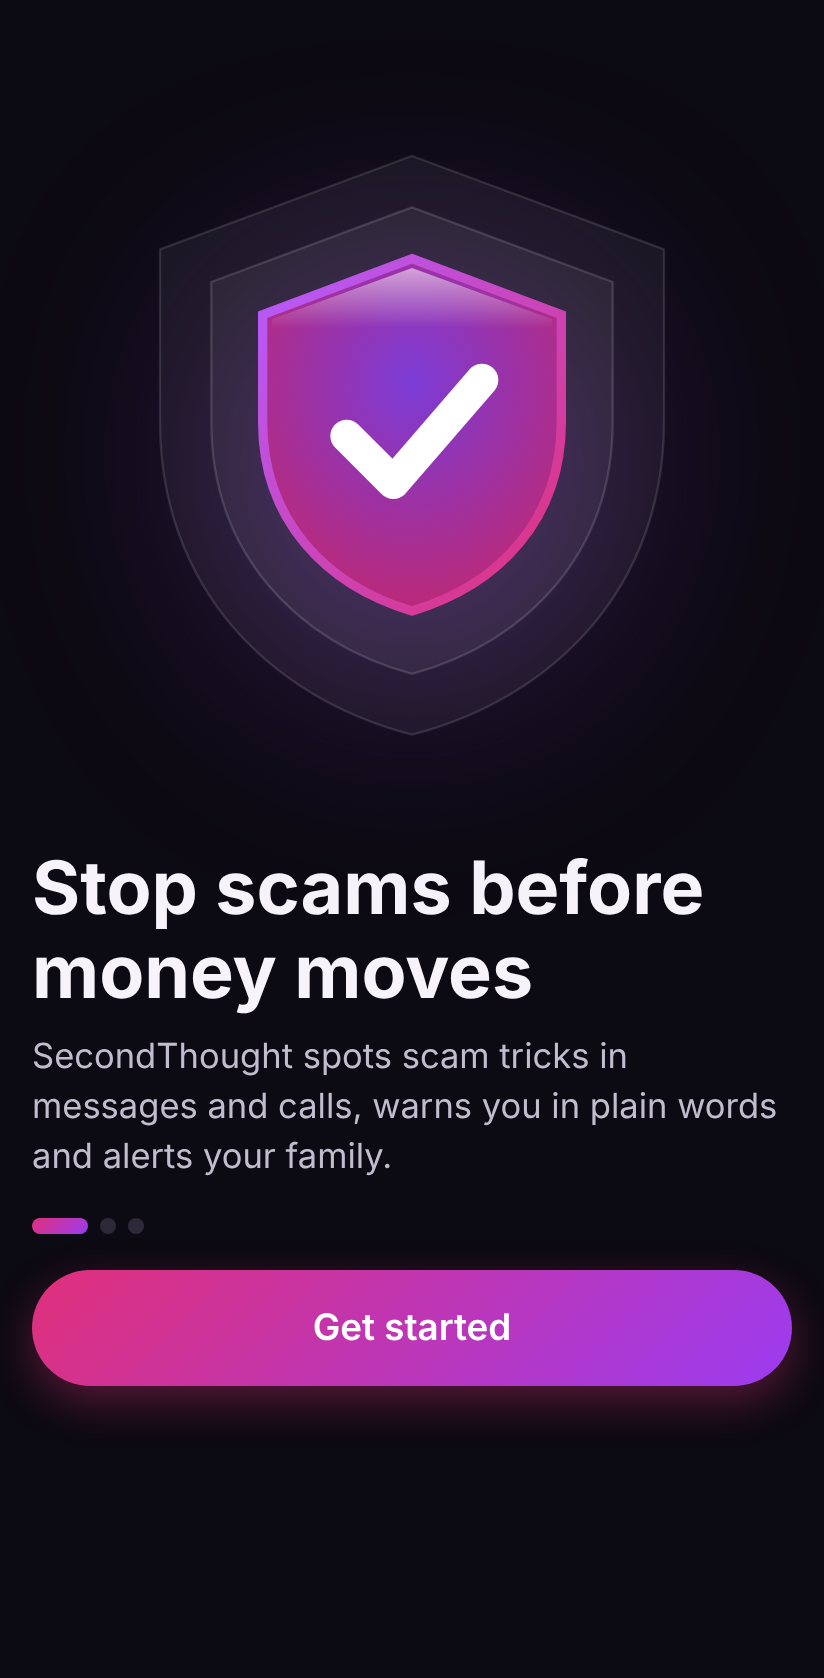 Stop scams before
money moves
SecondThought spots scam tricks in
messages and calls, warns you in plain words
and alerts your family.
Get started